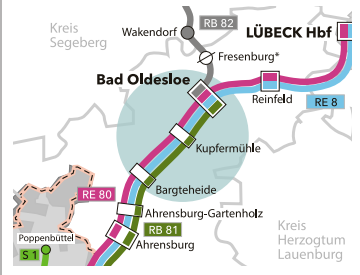 Kreis
Segeberg
Wakendorf
RB 82
LÜBECK Hbf
Fresenburg*
Bad Oldesloe
Reinfeld
RE 8
Kupfermühle
Bargteheide
RE 80
Ahrensburg-Gartenholz
RB 81
Ahrensburg
Poppenbüttel
S 1
Kreis
Herzogtum
Lauenburg